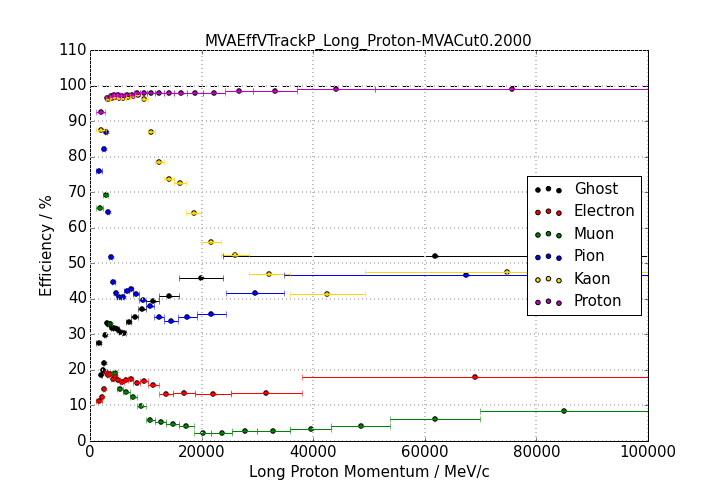 MVAEffVTrackP_Long_Proton-MVACut0.2000
110
100
90
80
70
60
50
40
30
20
10
0
Efficiency / %
Ghost
Electron
Muon
Pion
Kaon
Proton
0 20000 40000 60000 80000 100000
Long Proton Momentum / MeV/c